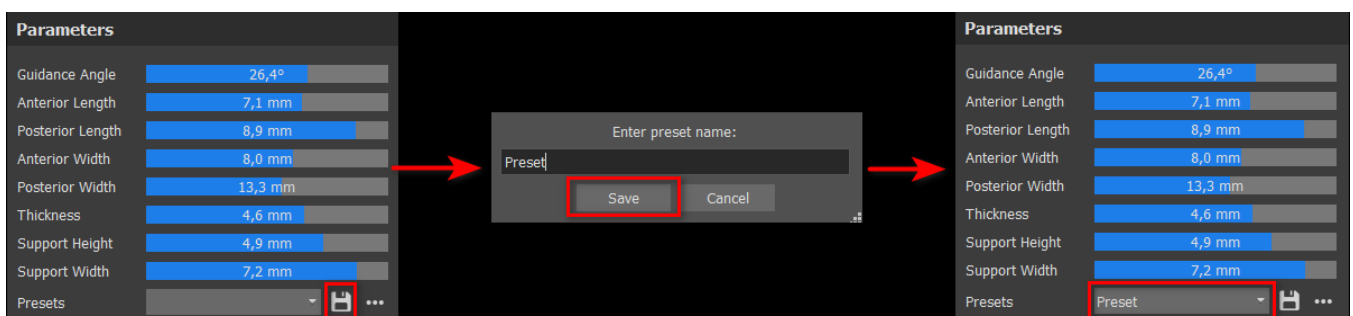 Parameters
Guidance Angle 26,4°
Anterior Length 7,1 mm
Posterior Length 8,9 mm
Anterior Width 8,0 mm
Posterior Width 13,3 mm
Thickness 4,6 mm
Support Height 4,9 mm
Support Width 7,2 mm
Presets
Enter preset name:
Preset
Save Cancel
Parameters
Guidance Angle 26,4°
Anterior Length 7,1 mm
Posterior Length 8,9 mm
Anterior Width 8,0 mm
Posterior Width 13,3 mm
Thickness 4,6 mm
Support Height 4,9 mm
Support Width 7,2 mm
Presets Preset